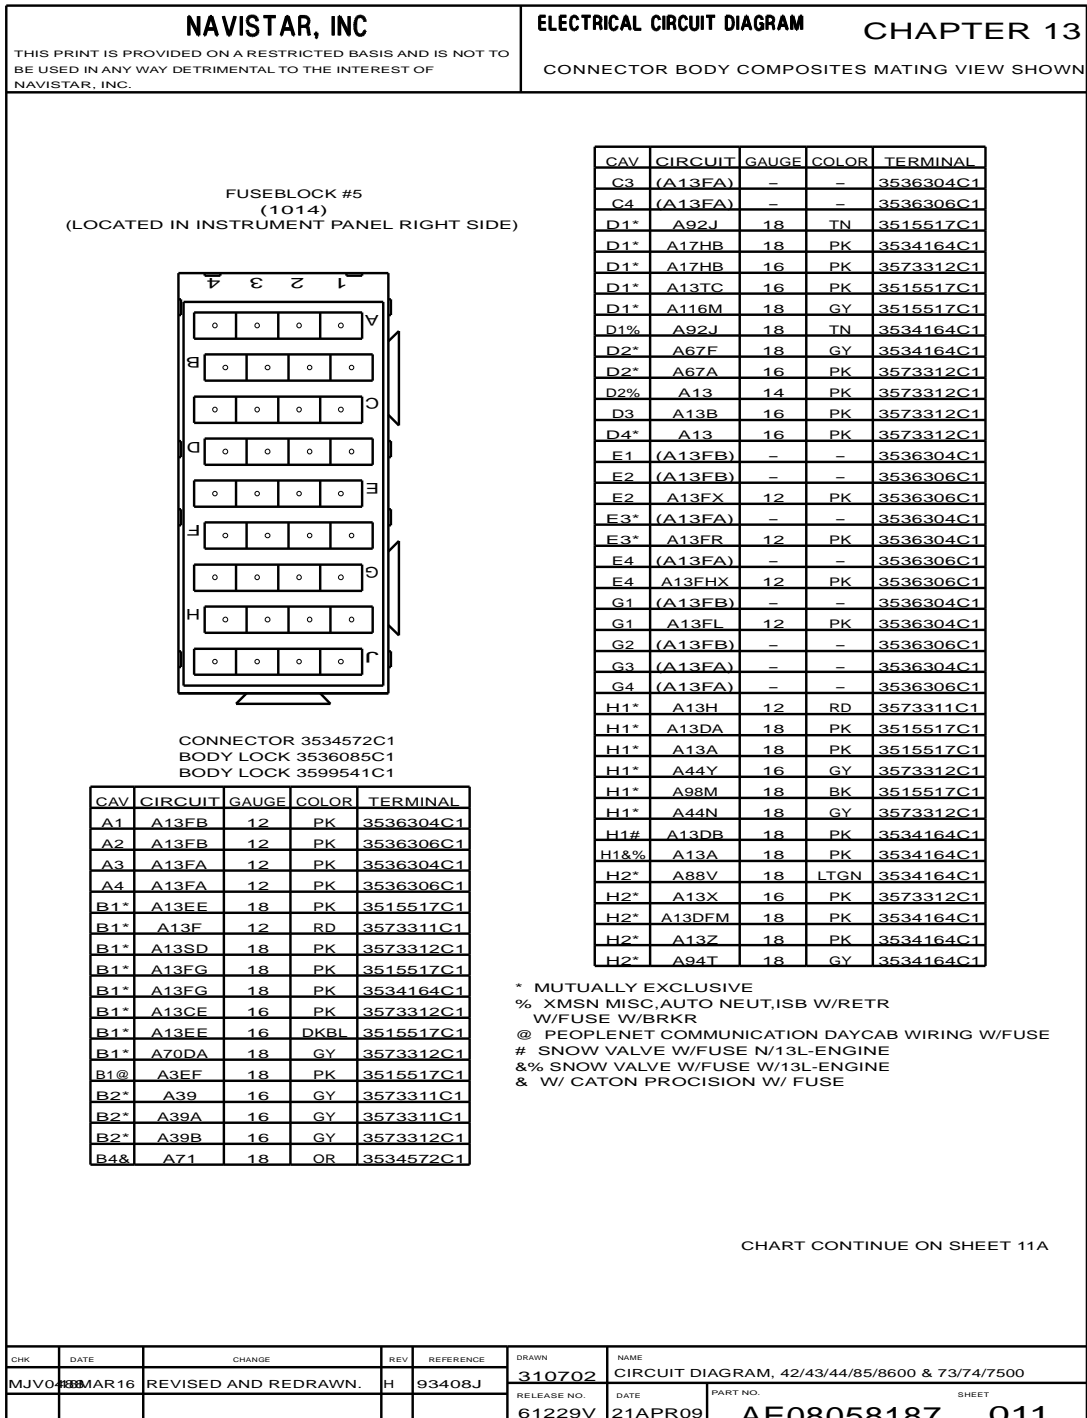 NAVISTAR, INC
THIS PRINT IS PROVIDED ON A RESTRICTED BASIS AND IS NOT TO
BE USED IN ANY WAY DETRIMENTAL TO THE INTEREST OF
NAVISTAR, INC.
ELECTRICAL CIRCUIT DIAGRAM CHAPTER 13
CONNECTOR BODY COMPOSITES MATING VIEW SHOWN
FUSEBLOCK #5
(1014)
(LOCATED IN INSTRUMENT PANEL RIGHT SIDE)
4 3 2 1
A
B
C
D
E
F
G
H
J
CONNECTOR 3534572C1
BODY LOCK 3536085C1
BODY LOCK 3599541C1
CAV CIRCUIT GAUGE COLOR TERMINAL
A1 A13FB 12 PK 3536304C1
A2 A13FB 12 PK 3536306C1
A3 A13FA 12 PK 3536304C1
A4 A13FA 12 PK 3536306C1
B1* A13EE 18 PK 3515517C1
B1* A13F 12 RD 3573311C1
B1* A13SD 18 PK 3573312C1
B1* A13FG 18 PK 3515517C1
B1* A13FG 18 PK 3534164C1
B1* A13CE 16 PK 3573312C1
B1* A13EE 16 DKBL 3515517C1
B1* A70DA 18 GY 3573312C1
B1@ A3EF 18 PK 3515517C1
B2* A39 16 GY 3573311C1
B2* A39A 16 GY 3573311C1
B2* A39B 16 GY 3573312C1
B4& A71 18 OR 3534572C1
CAV CIRCUIT GAUGE COLOR TERMINAL
C3 (A13FA) – – 3536304C1
C4 (A13FA) – – 3536306C1
D1* A92J 18 TN 3515517C1
D1* A17HB 18 PK 3534164C1
D1* A17HB 16 PK 3573312C1
D1* A13TC 16 PK 3515517C1
D1* A116M 18 GY 3515517C1
D1% A92J 18 TN 3534164C1
D2* A67F 18 GY 3534164C1
D2* A67A 16 PK 3573312C1
D2% A13 14 PK 3573312C1
D3 A13B 16 PK 3573312C1
D4* A13 16 PK 3573312C1
E1 (A13FB) – – 3536304C1
E2 (A13FB) – – 3536306C1
E2 A13FX 12 PK 3536306C1
E3* (A13FA) – – 3536304C1
E3* A13FR 12 PK 3536304C1
E4 (A13FA) – – 3536306C1
E4 A13FHX 12 PK 3536306C1
G1 (A13FB) – – 3536304C1
G1 A13FL 12 PK 3536304C1
G2 (A13FB) – – 3536306C1
G3 (A13FA) – – 3536304C1
G4 (A13FA) – – 3536306C1
H1* A13H 12 RD 3573311C1
H1* A13DA 18 PK 3515517C1
H1* A13A 18 PK 3515517C1
H1* A44Y 16 GY 3573312C1
H1* A98M 18 BK 3515517C1
H1* A44N 18 GY 3573312C1
H1# A13DB 18 PK 3534164C1
H1&% A13A 18 PK 3534164C1
H2* A88V 18 LTGN 3534164C1
H2* A13X 16 PK 3573312C1
H2* A13DFM 18 PK 3534164C1
H2* A13Z 18 PK 3534164C1
H2* A94T 18 GY 3534164C1
* MUTUALLY EXCLUSIVE
% XMSN MISC,AUTO NEUT,ISB W/RETR
W/FUSE W/BRKR
@ PEOPLENET COMMUNICATION DAYCAB WIRING W/FUSE
# SNOW VALVE W/FUSE N/13L-ENGINE
&% SNOW VALVE W/FUSE W/13L-ENGINE
& W/ CATON PROCISION W/ FUSE
CHART CONTINUE ON SHEET 11A
CHK DATE CHANGE REV REFERENCE
REVISED AND REDRAWN. H 93408J
DRAWN NAME
310702 CIRCUIT DIAGRAM, 42/43/44/85/8600 & 73/74/7500
RELEASE NO. DATE PART NO. SHEET
61229V 21APR09 AE08058187 011